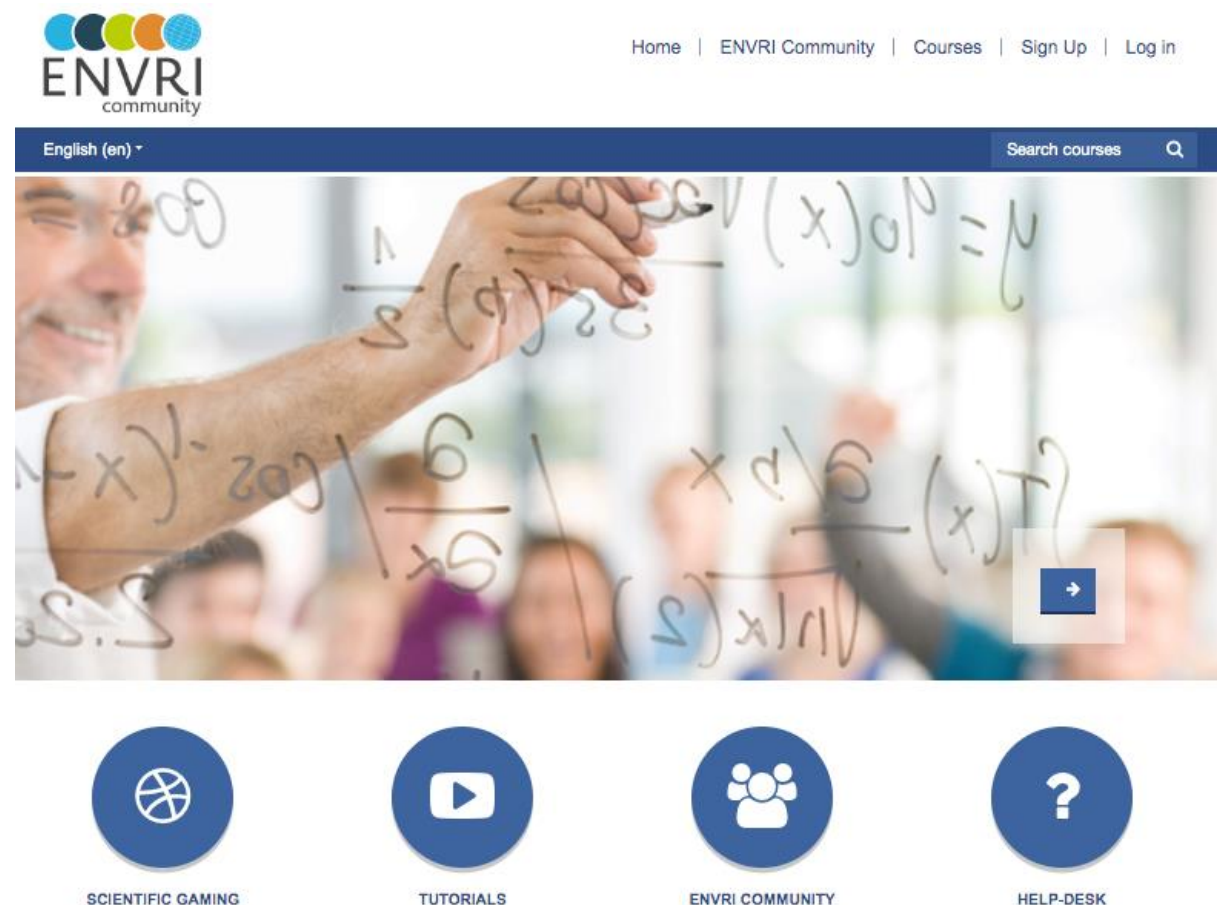 ENVRI
community
Home | ENVRI Community | Courses | Sign Up | Log in
English (en)
Search courses
SCIENTIFIC GAMING
TUTORIALS
ENVRI COMMUNITY
HELP-DESK